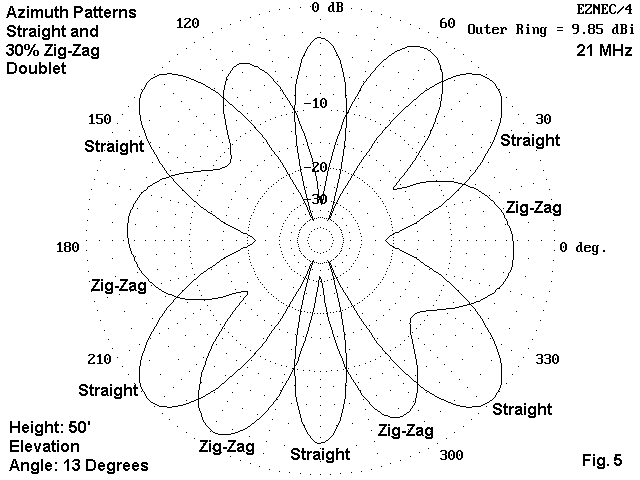 Azimuth Patterns
Straight and
30% Zig-Zag
Doublet
0 dB
EZNEC/4
Outer Ring = 9.85 dBi
21 MHz
120
60
-10
150
30
Straight
Straight
-20
-30
Zig-Zag
180
0 deg.
Zig-Zag
210
330
Straight
Straight
Zig-Zag
Zig-Zag
Straight
300
Height: 50'
Elevation
Angle: 13 Degrees
Fig. 5